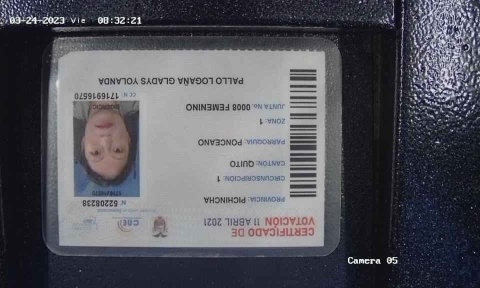 03-24-2023 Vie 08:32:21
CERTIFICADO DE
VOTACIÓN 11 ABRIL 2021
PROVINCIA: PICHINCHA
CIRCUNSCRIPCIÓN: 1
CANTÓN: QUITO
PARROQUIA: PONCEANO
ZONA: 1
JUNTA No. 0008 FEMENINO
N° 52208238
CC N: 1716916570
PALLO LOGAÑA GLADYS YOLANDA
Camera 05